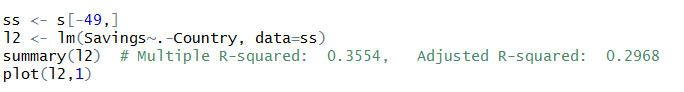 ss <- s[-49,]
l2 <- lm(Savings~.-Country, data=ss)
summary(l2)  # Multiple R-squared:  0.3554,   Adjusted R-squared:  0.2968
plot(l2,1)